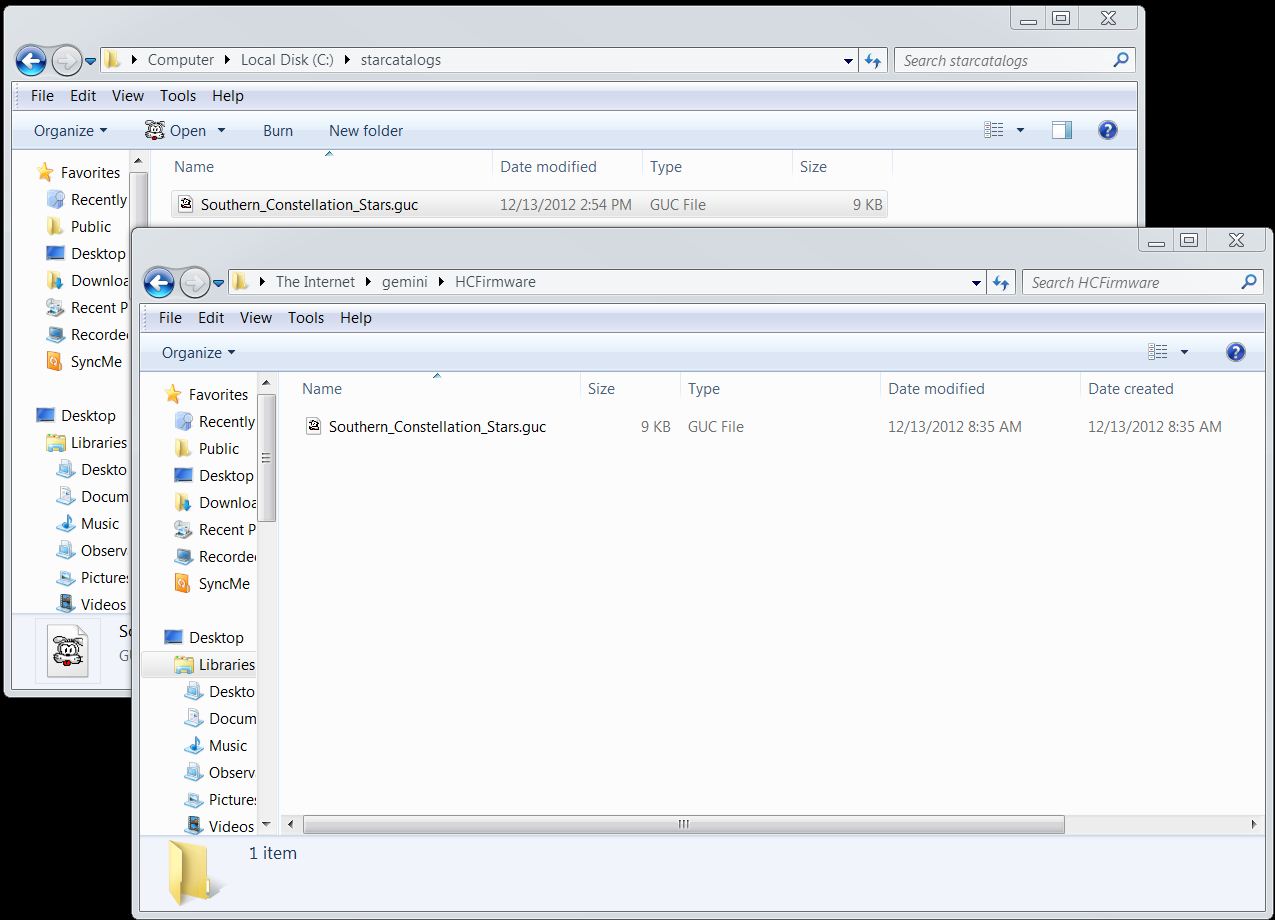 Computer Local Disk (C:) starcatalogs Search starcatalogs
File Edit View Tools Help
Organize Open Burn New folder
Name Date modified Type Size
Southern_Constellation_Stars.guc 12/13/2012 2:54 PM GUC File 9 KB
Favorites
Recently
Public
Desktop
Downloa
Recent P
Recorde
SyncMe
Desktop
Libraries
Deskto
Docum
Music
Observ
Pictures
Videos
The Internet gemini HCFirmware Search HCFirmware
File Edit View Tools Help
Organize
Name Size Type Date modified Date created
Southern_Constellation_Stars.guc 9 KB GUC File 12/13/2012 8:35 AM 12/13/2012 8:35 AM
Favorites
Recently
Public
Desktop
Downloa
Recent P
Recorde
SyncMe
Desktop
Libraries
Deskto
Docum
Music
Observ
Pictures
Videos
1 item